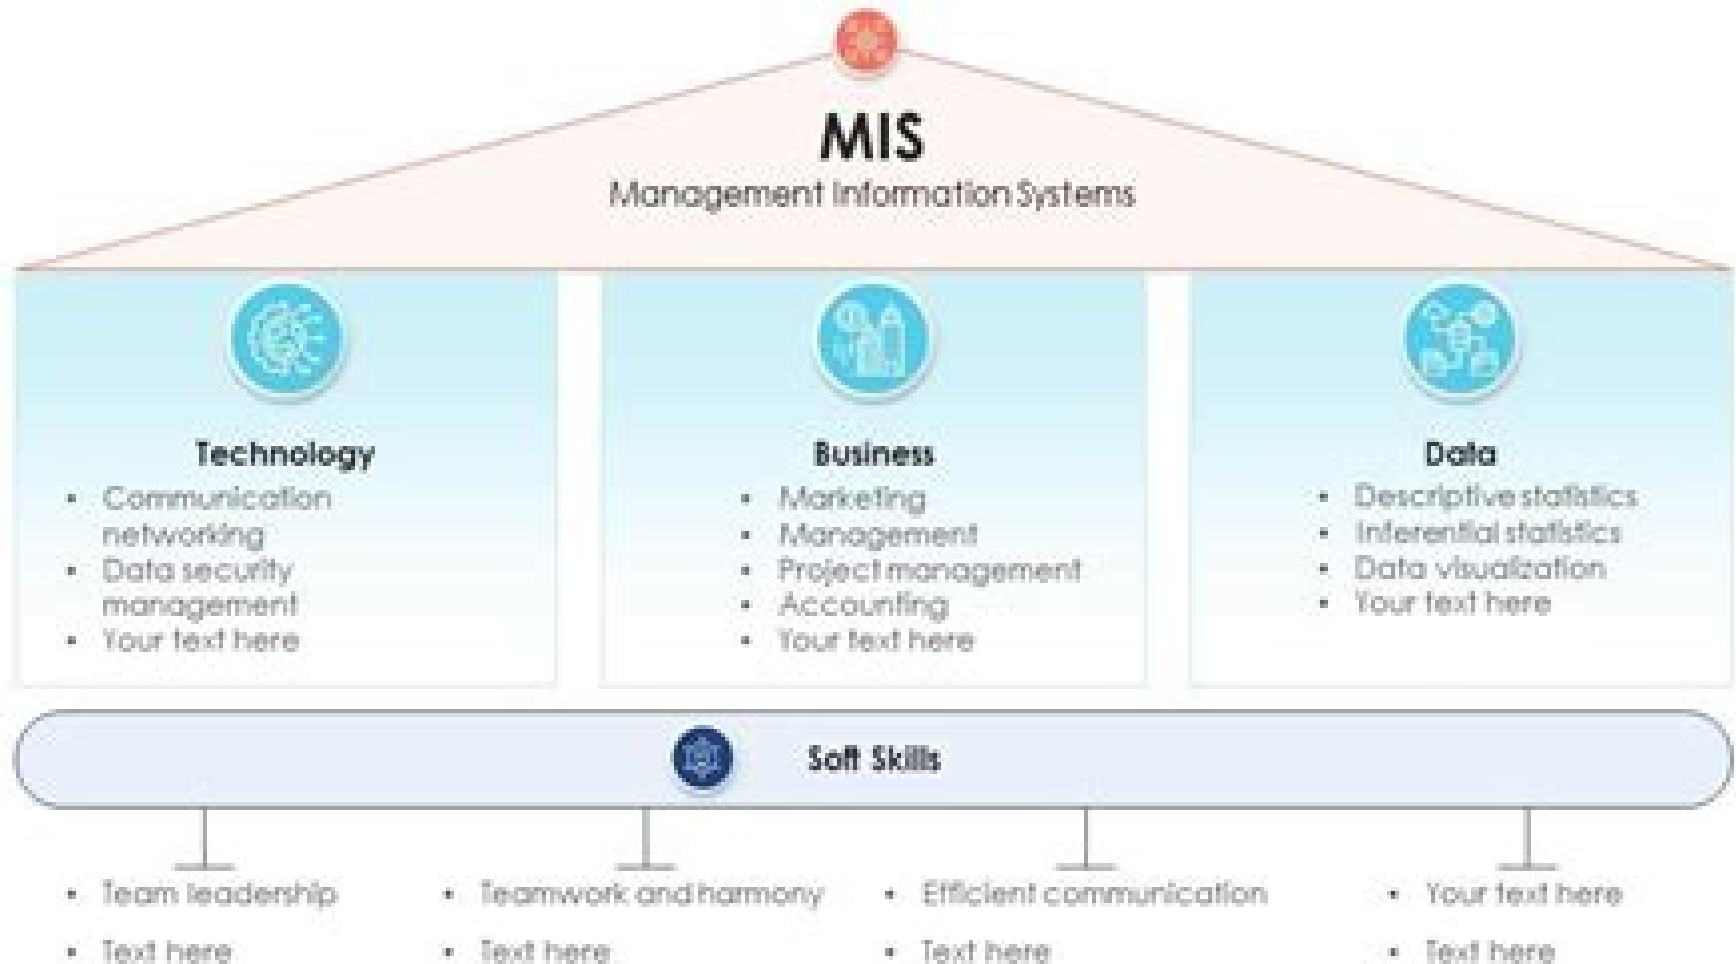 MIS
Management Information Systems
Technology
• Communication
networking
• Data security
management
• Your text here
Business
• Marketing
• Management
• Project management
• Accounting
• Your text here
Data
• Descriptive statistics
• Inferential statistics
• Data visualization
• Your text here
Soft Skills
• Team leadership
• Text here
• Teamwork and harmony
• Text here
• Efficient communication
• Text here
• Your text here
• Text here